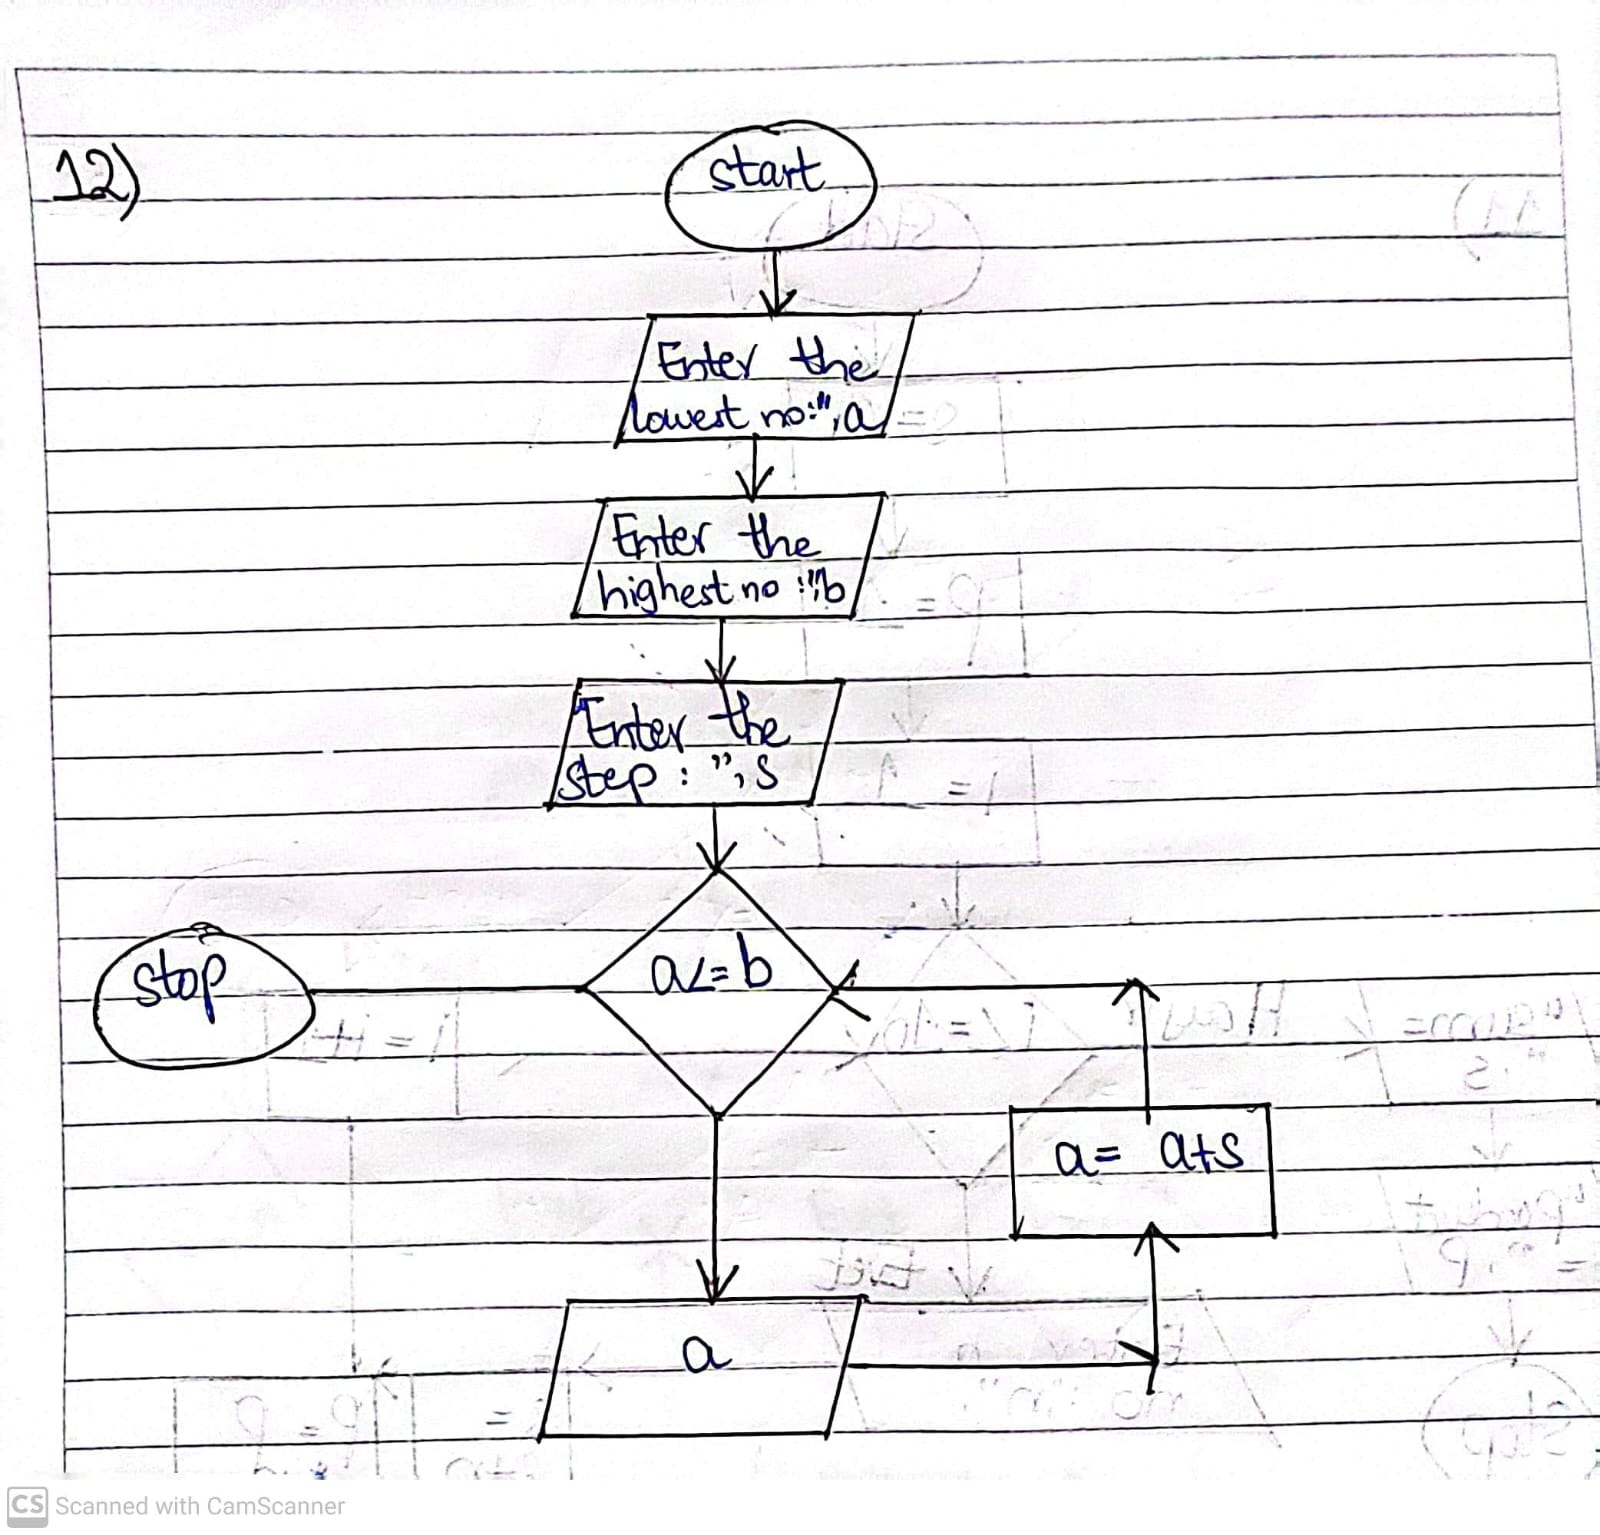 12)
start
Enter the
lowest no:", a
Enter the
highest no :", b
"Enter the
step : ", s
a<=b
stop
a= a+s
a
CS Scanned with CamScanner